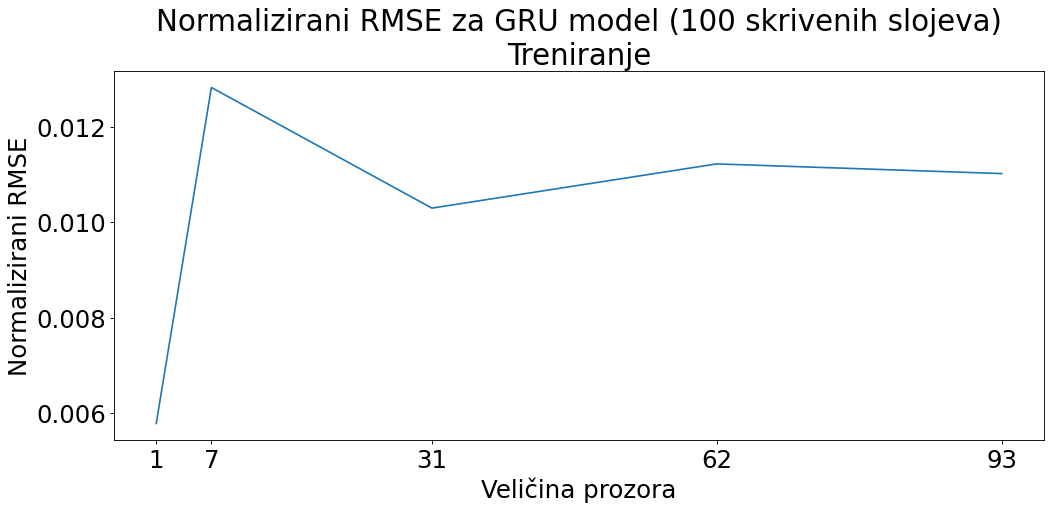 Normalizirani RMSE za GRU model (100 skrivenih slojeva)
Treniranje
Normalizirani RMSE
0.012
0.010
0.008
0.006
1 7 31 62 93
Veličina prozora